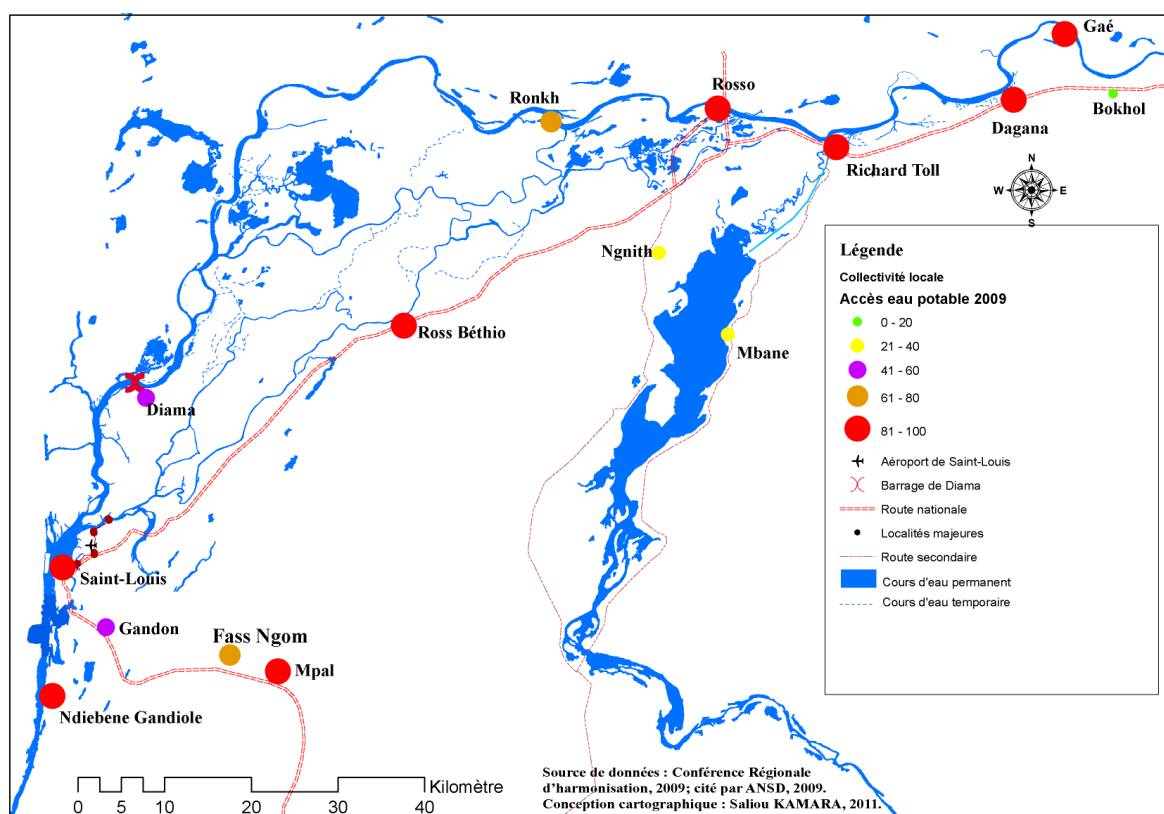 Gaé
Rosso
Ronkh
Bokhol
Dagana
Richard Toll
N
W
E
S
Ngnith
Légende
Collectivité locale
Accès eau potable 2009
0 - 20
21 - 40
41 - 60
61 - 80
81 - 100
Aéroport de Saint-Louis
Barrage de Diama
Route nationale
Localités majeures
Route secondaire
Cours d'eau permanent
Cours d'eau temporaire
Ross Béthio
Mbane
Diama
Saint-Louis
Gandon
Fass Ngom
Mpal
Ndiebene Gandiole
Kilomètre
0 5 10 20 30 40
Source de données : Conférence Régionale
d'harmonisation, 2009; cité par ANSD, 2009.
Conception cartographique : Saliou KAMARA, 2011.